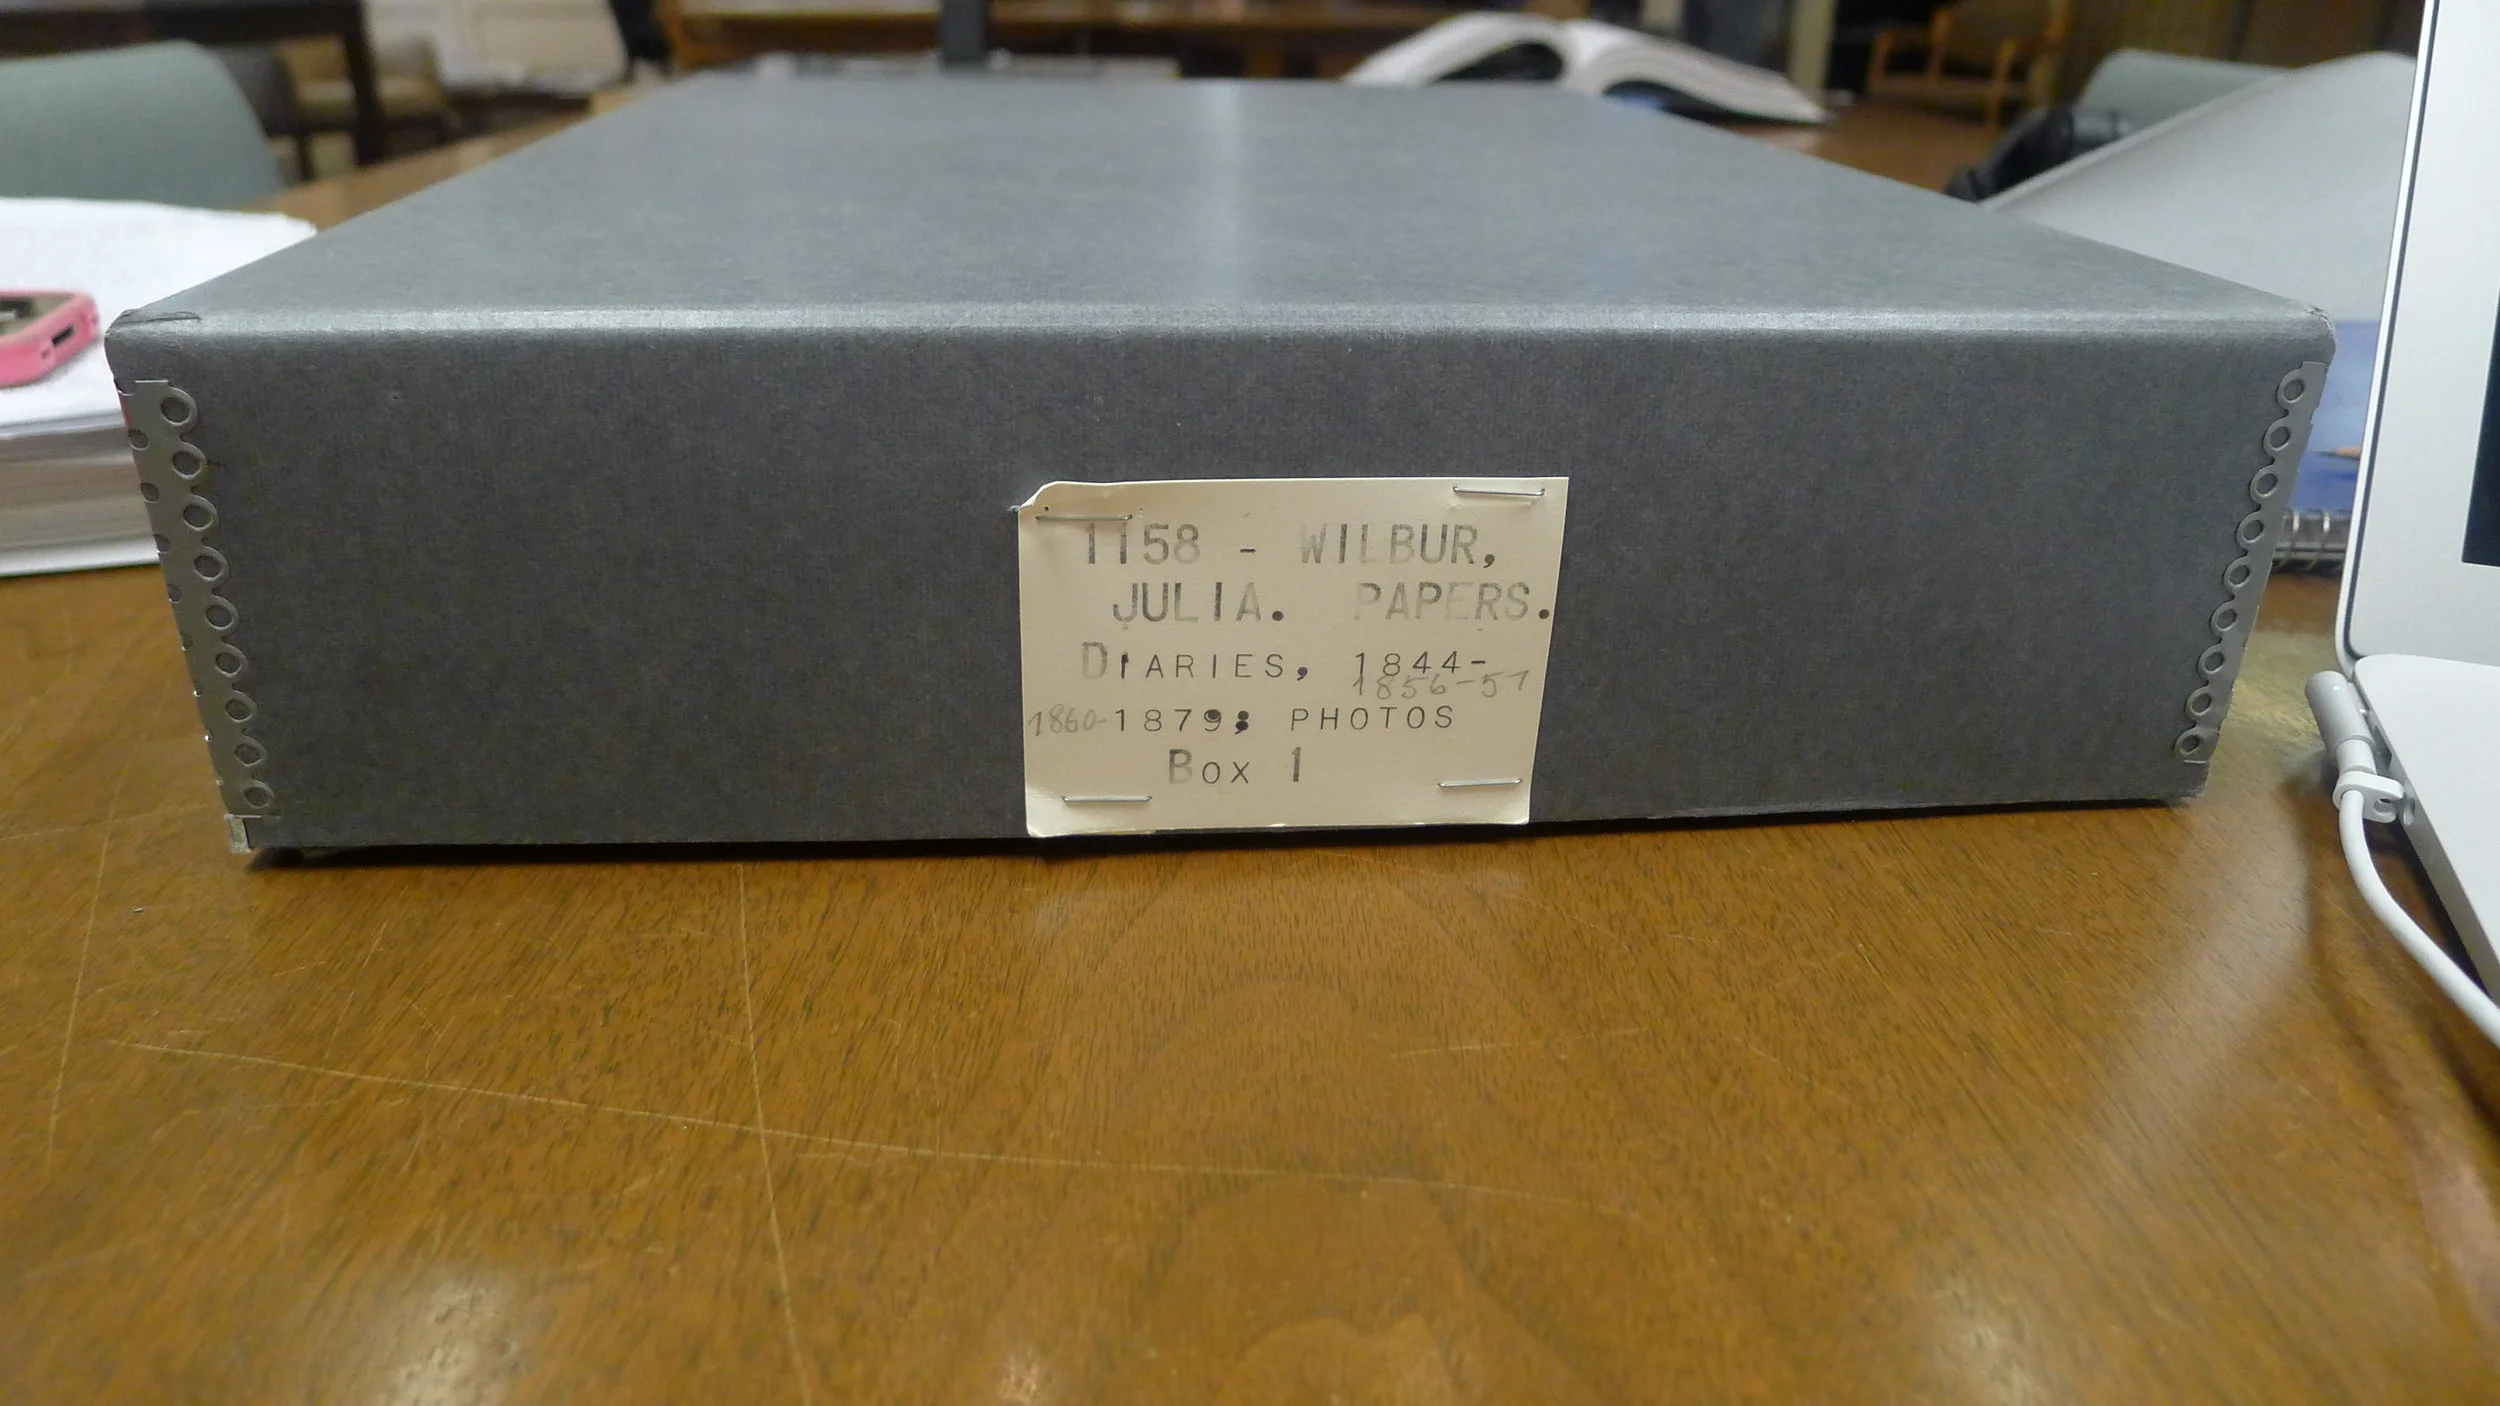 1158 - WILBUR,
JULIA. PAPERS.
DIARIES, 1844-
1856-57
1860-1879; PHOTOS
Box 1